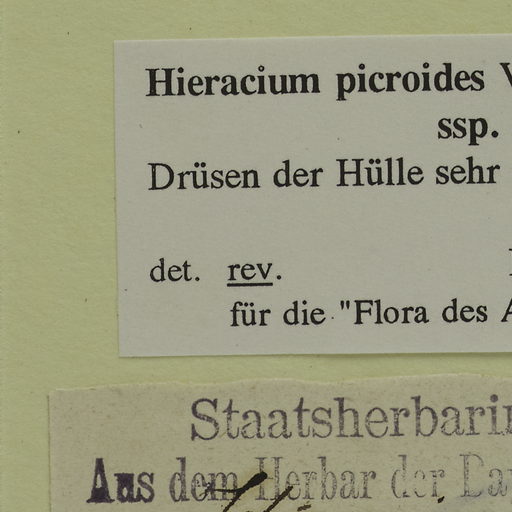 Hieracium picroides V
ssp.
Drüsen der Hülle sehr
det. rev.
für die "Flora des A
Staatsherbari
Aus dem Herbar der